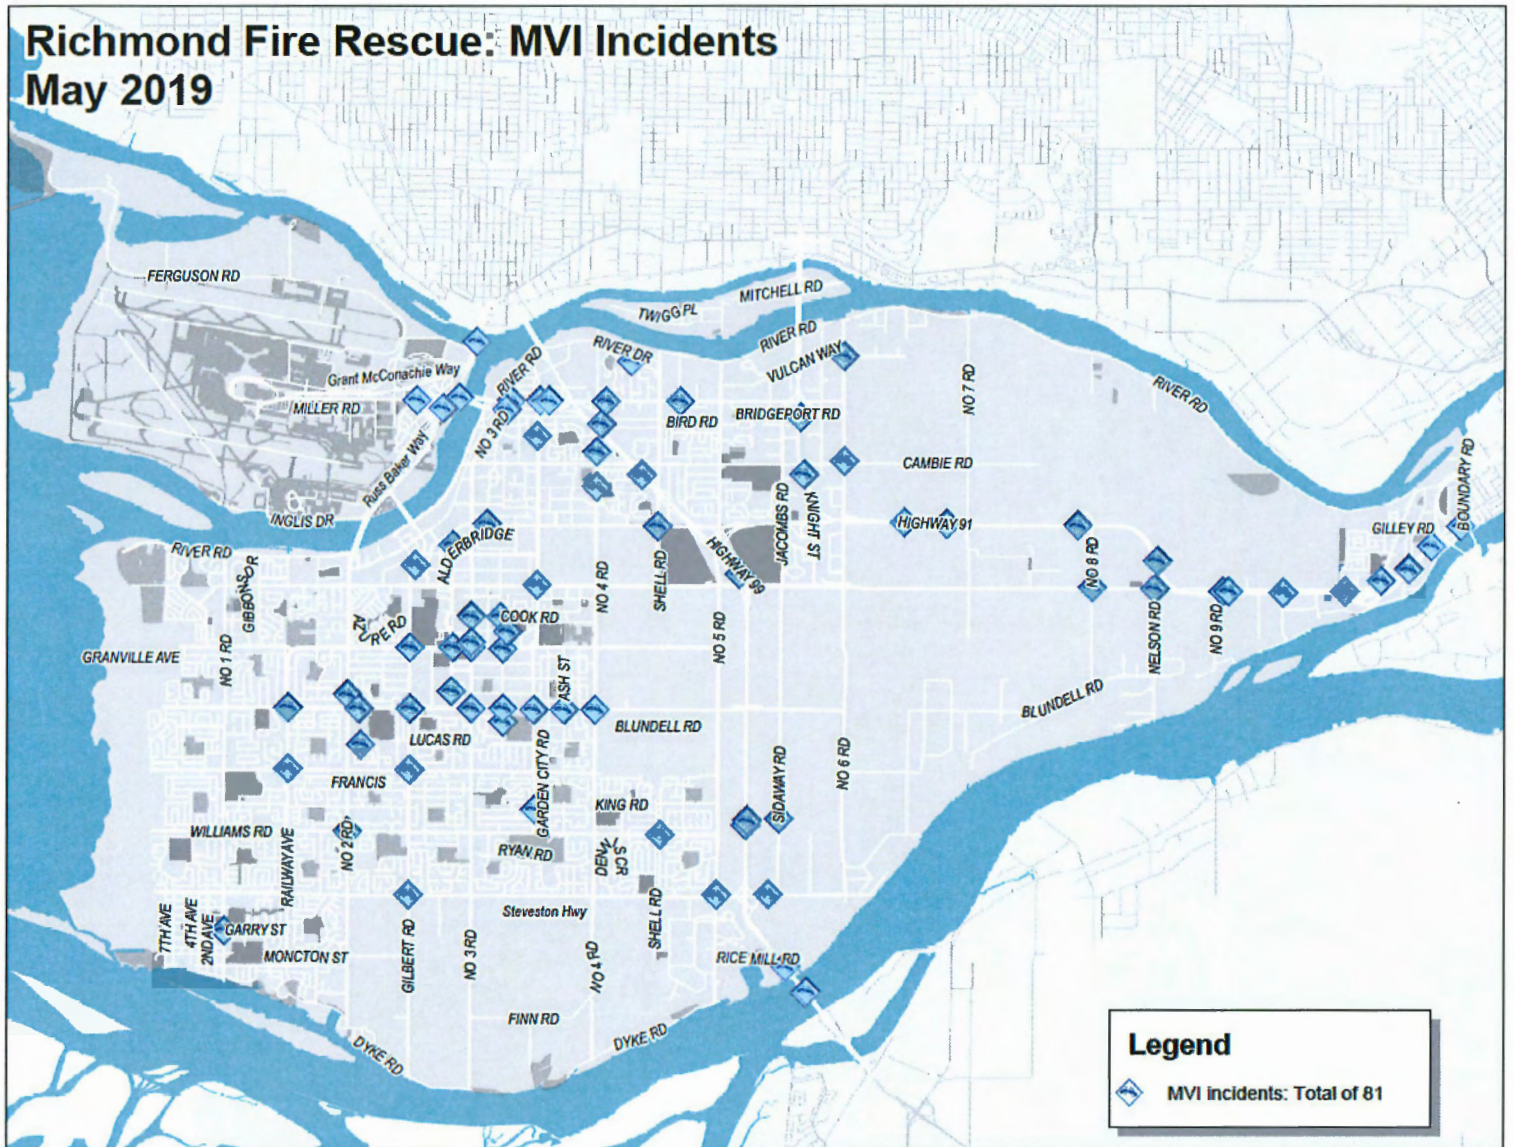 Richmond Fire Rescue: MVI Incidents
May 2019
FERGUSON RD
MITCHELL RD
TWIGG PL
RIVER RD
RIVER DR
VULCAN WAY
Grant McConachie Way
RIVER RD
NO 7 RD
RIVER RD
MILLER RD
NO 3 RD
BIRD RD
BRIDGEPORT RD
Russ Baker Way
CAMBIE RD
BOUNDARY RD
INGLIS DR
JACOMBS RD
KNIGHT ST
HIGHWAY 91
GILLEY RD
RIVER RD
ALDERBRIDGE
HIGHWAY 99
GIBBONS DR
NO 4 RD
SHELL RD
NO 8 RD
AZURE RD
COOK RD
NO 5 RD
NELSON RD
NO 9 RD
GRANVILLE AVE
NO 1 RD
ASH ST
BLUNDELL RD
BLUNDELL RD
LUCAS RD
FRANCIS
GARDEN CITY RD
SIDAWAY RD
NO 6 RD
KING RD
WILLIAMS RD
NO 2 RD
RAILWAY AVE
RYAN RD
DENNIS CR
7TH AVE
4TH AVE
2ND AVE
GARRY ST
Steveston Hwy
SHELL RD
MONCTON ST
GILBERT RD
NO 3 RD
NO 4 RD
RICE MILL RD
FINN RD
DYKE RD
DYKE RD
Legend
MVI incidents: Total of 81